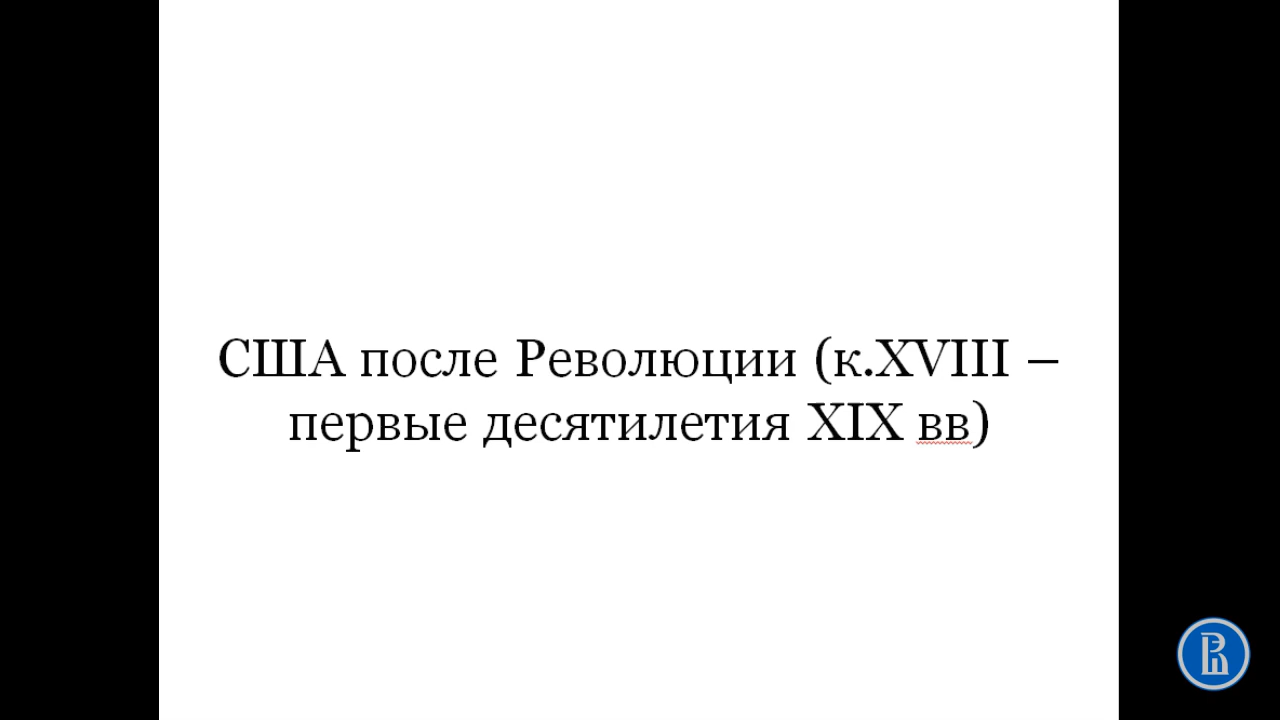 США после Революции (к.XVIII –
первые десятилетия XIX вв)